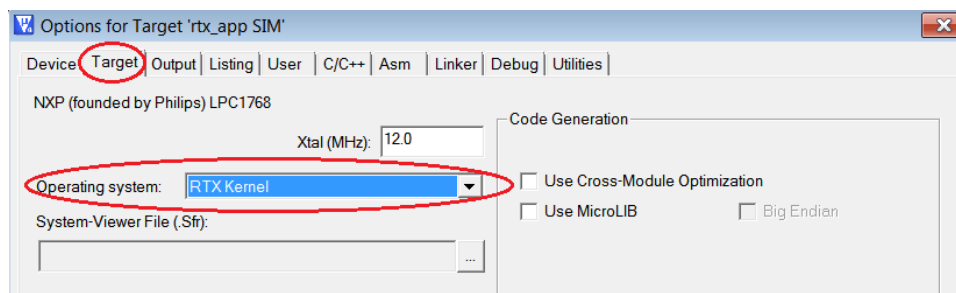 Options for Target 'rtx_app SIM'
Device Target Output Listing User C/C++ Asm Linker Debug Utilities
NXP (founded by Philips) LPC1768
Xtal (MHz): 12.0
Operating system: RTX Kernel
System-Viewer File (.Sfr):
...
Code Generation
Use Cross-Module Optimization
Use MicroLIB Big Endian